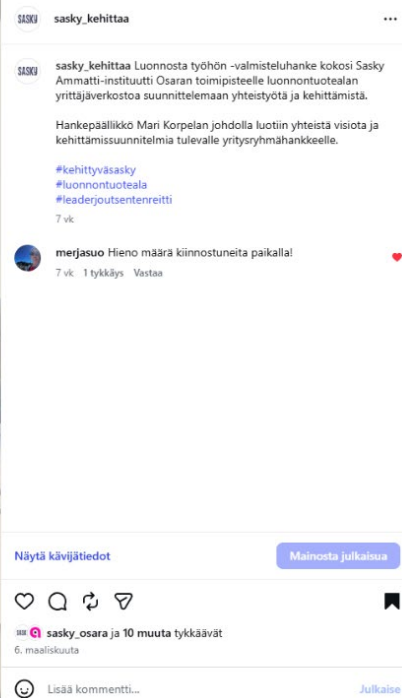 SASKY sasky_kehittaa
SASKY sasky_kehittaa Luonnosta työhön -valmisteluhanke kokosi Sasky
Ammatti-instituutti Osaran toimipisteelle luonnontuotealan
yrittäjäverkostoa suunnittelemaan yhteistyötä ja kehittämistä.
Hankepäällikkö Mari Korpelan johdolla luotiin yhteistä visiota ja
kehittämissuunnitelmia tulevalle yritysryhmähankkeelle.
#kehittyväsasky
#luonnontuoteala
#leaderjoutsentenreitti
7 vk
merjasuo Hieno määrä kiinnostuneita paikalla!
7 vk 1 tykkäys Vastaa
Näytä kävijätiedot Mainosta julkaisua
sasky_osara ja 10 muuta tykkäävät
6. maaliskuuta
Lisää kommentti... Julkaise